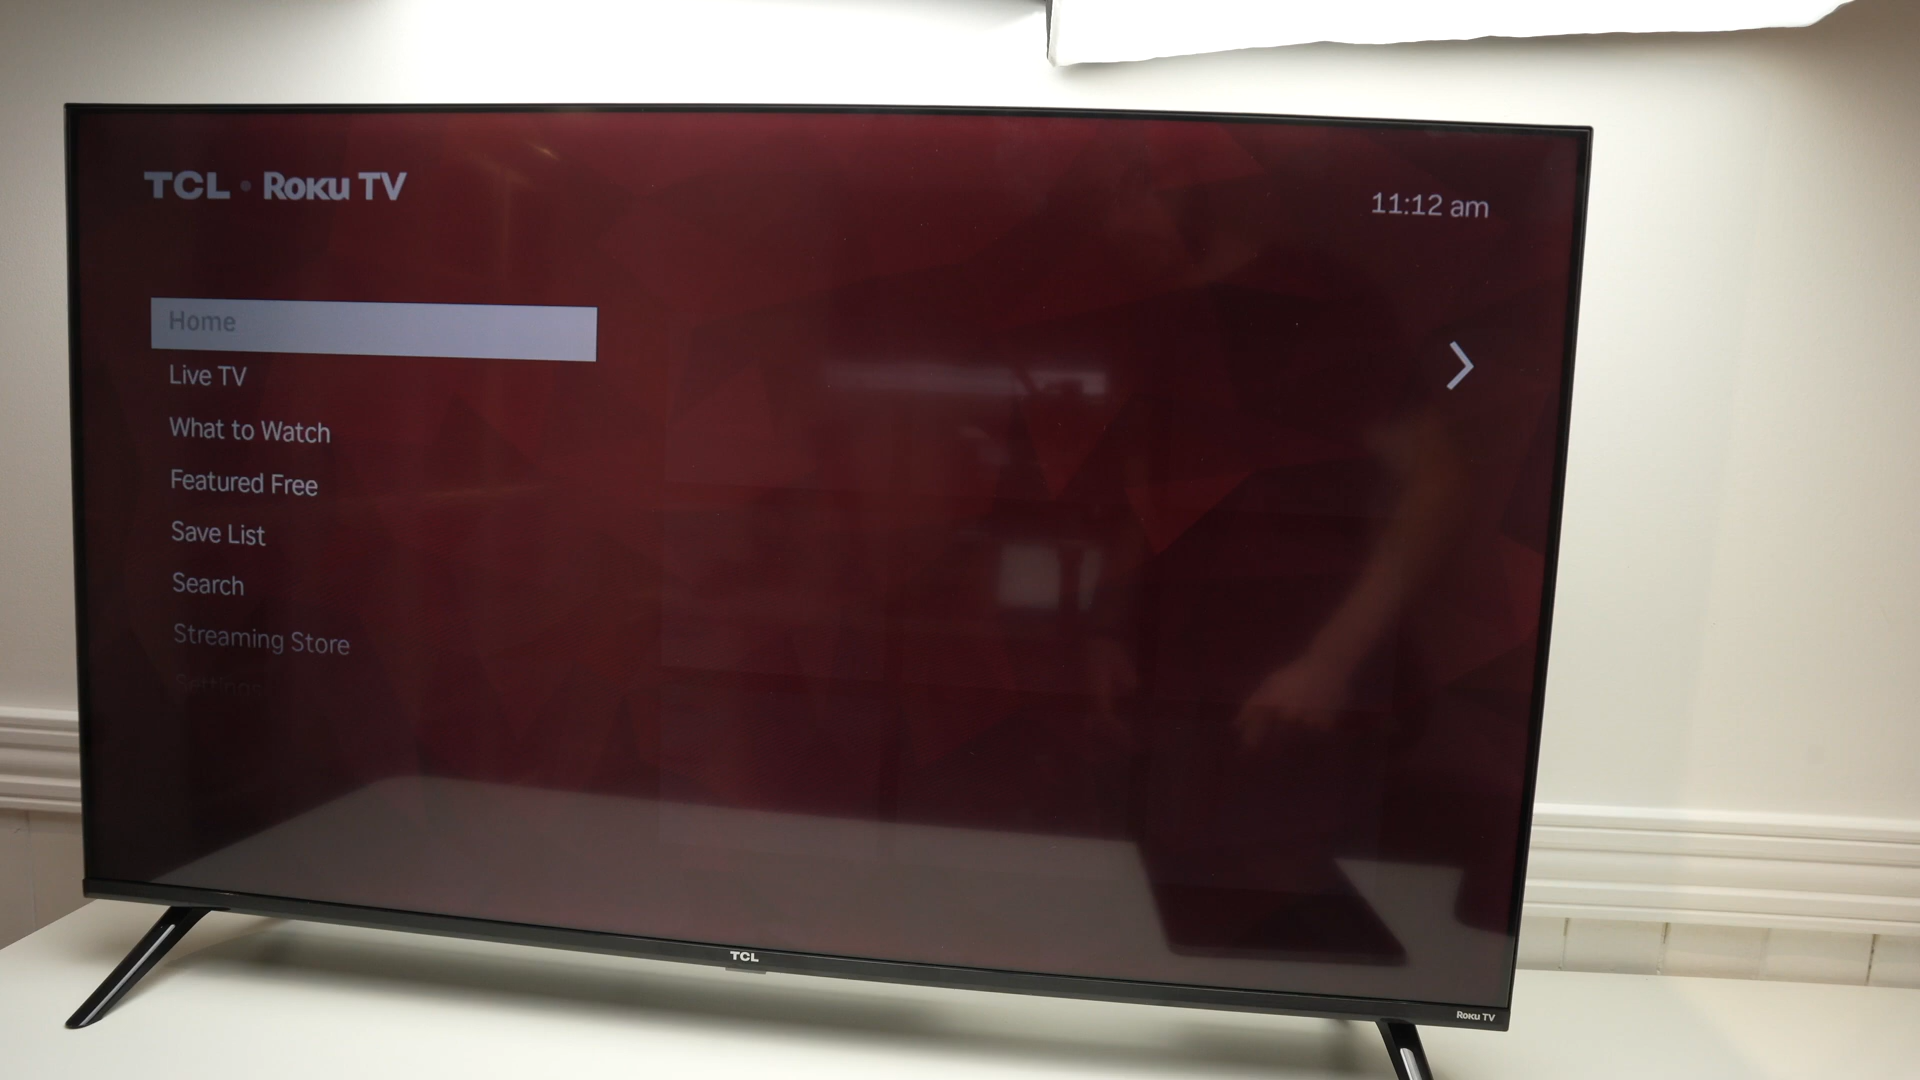 TCL • Roku TV
11:12 am
Home
Live TV
What to Watch
Featured Free
Save List
Search
Streaming Store
Settings
TCL
Roku TV